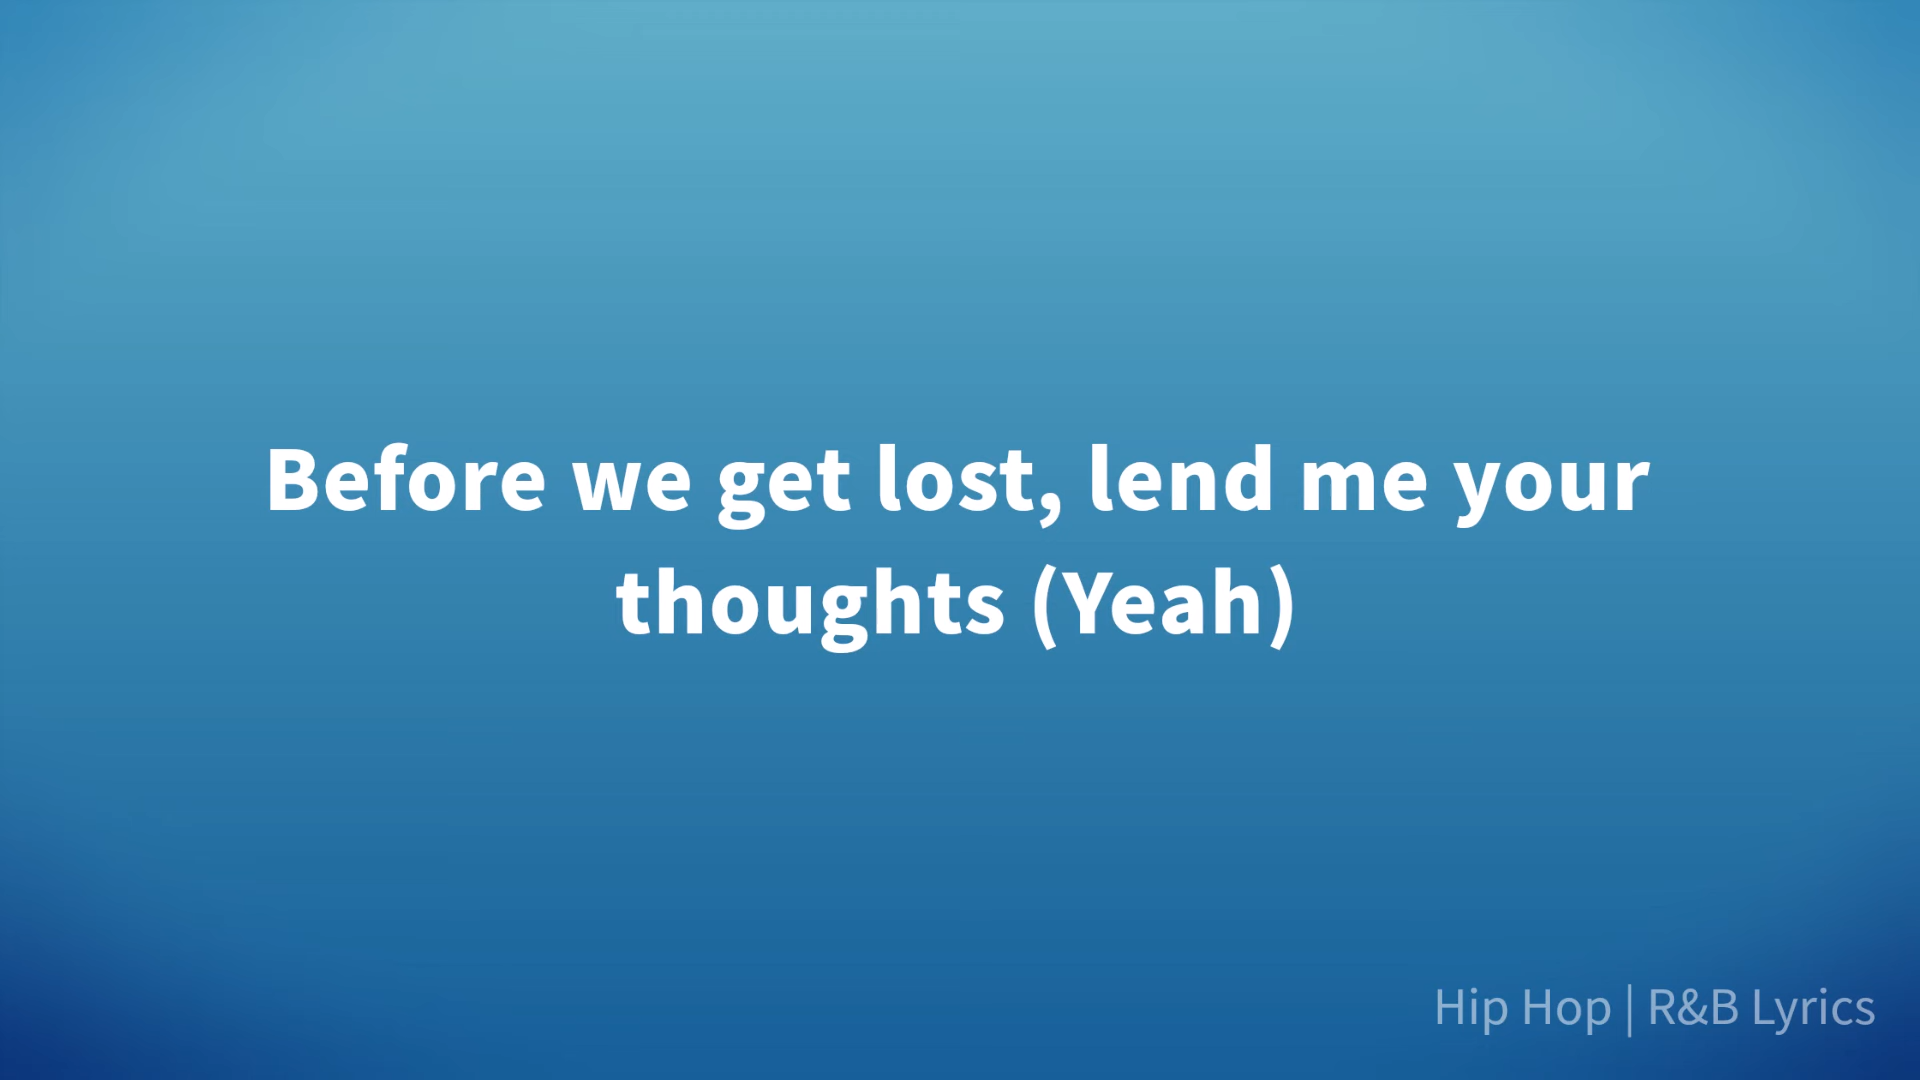 Before we get lost, lend me your
thoughts (Yeah)
Hip Hop | R&B Lyrics